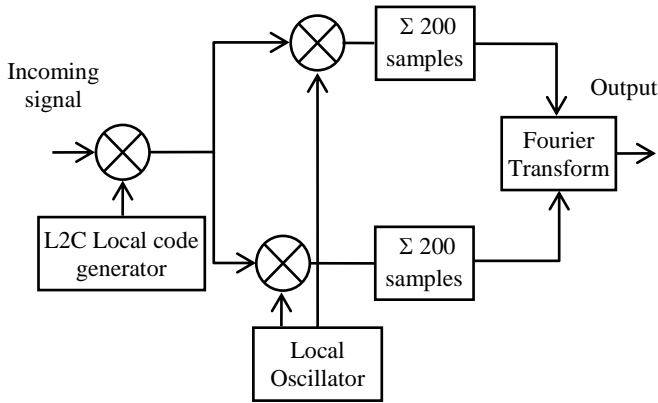 Σ 200
samples
Incoming
signal
Output
Fourier
Transform
L2C Local code
generator
Σ 200
samples
Local
Oscillator